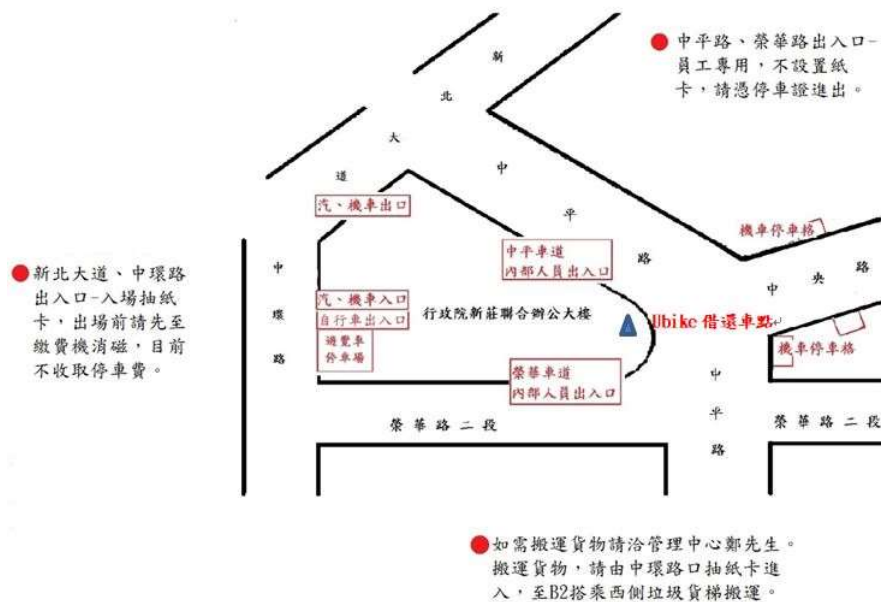 中平路、榮華路出入口-
員工專用，不設置紙
卡，請憑停車證進出。
新北大道
中平路
汽、機車出口
機車停車格
中平車道
內部人員出入口
新北大道、中環路
出入口-入場抽紙
卡，出場前請先至
繳費機消磁，目前
不收取停車費。
中環路
中央路
汽、機車入口
自行車出入口
遊覽車
停車場
行政院新莊聯合辦公大樓
Ubike 借還車點
機車停車格
榮華車道
內部人員出入口
中平路
榮華路二段
榮華路二段
如需搬運貨物請洽管理中心鄭先生。
搬運貨物，請由中環路口抽紙卡進
入，至B2搭乘西側垃圾貨梯搬運。